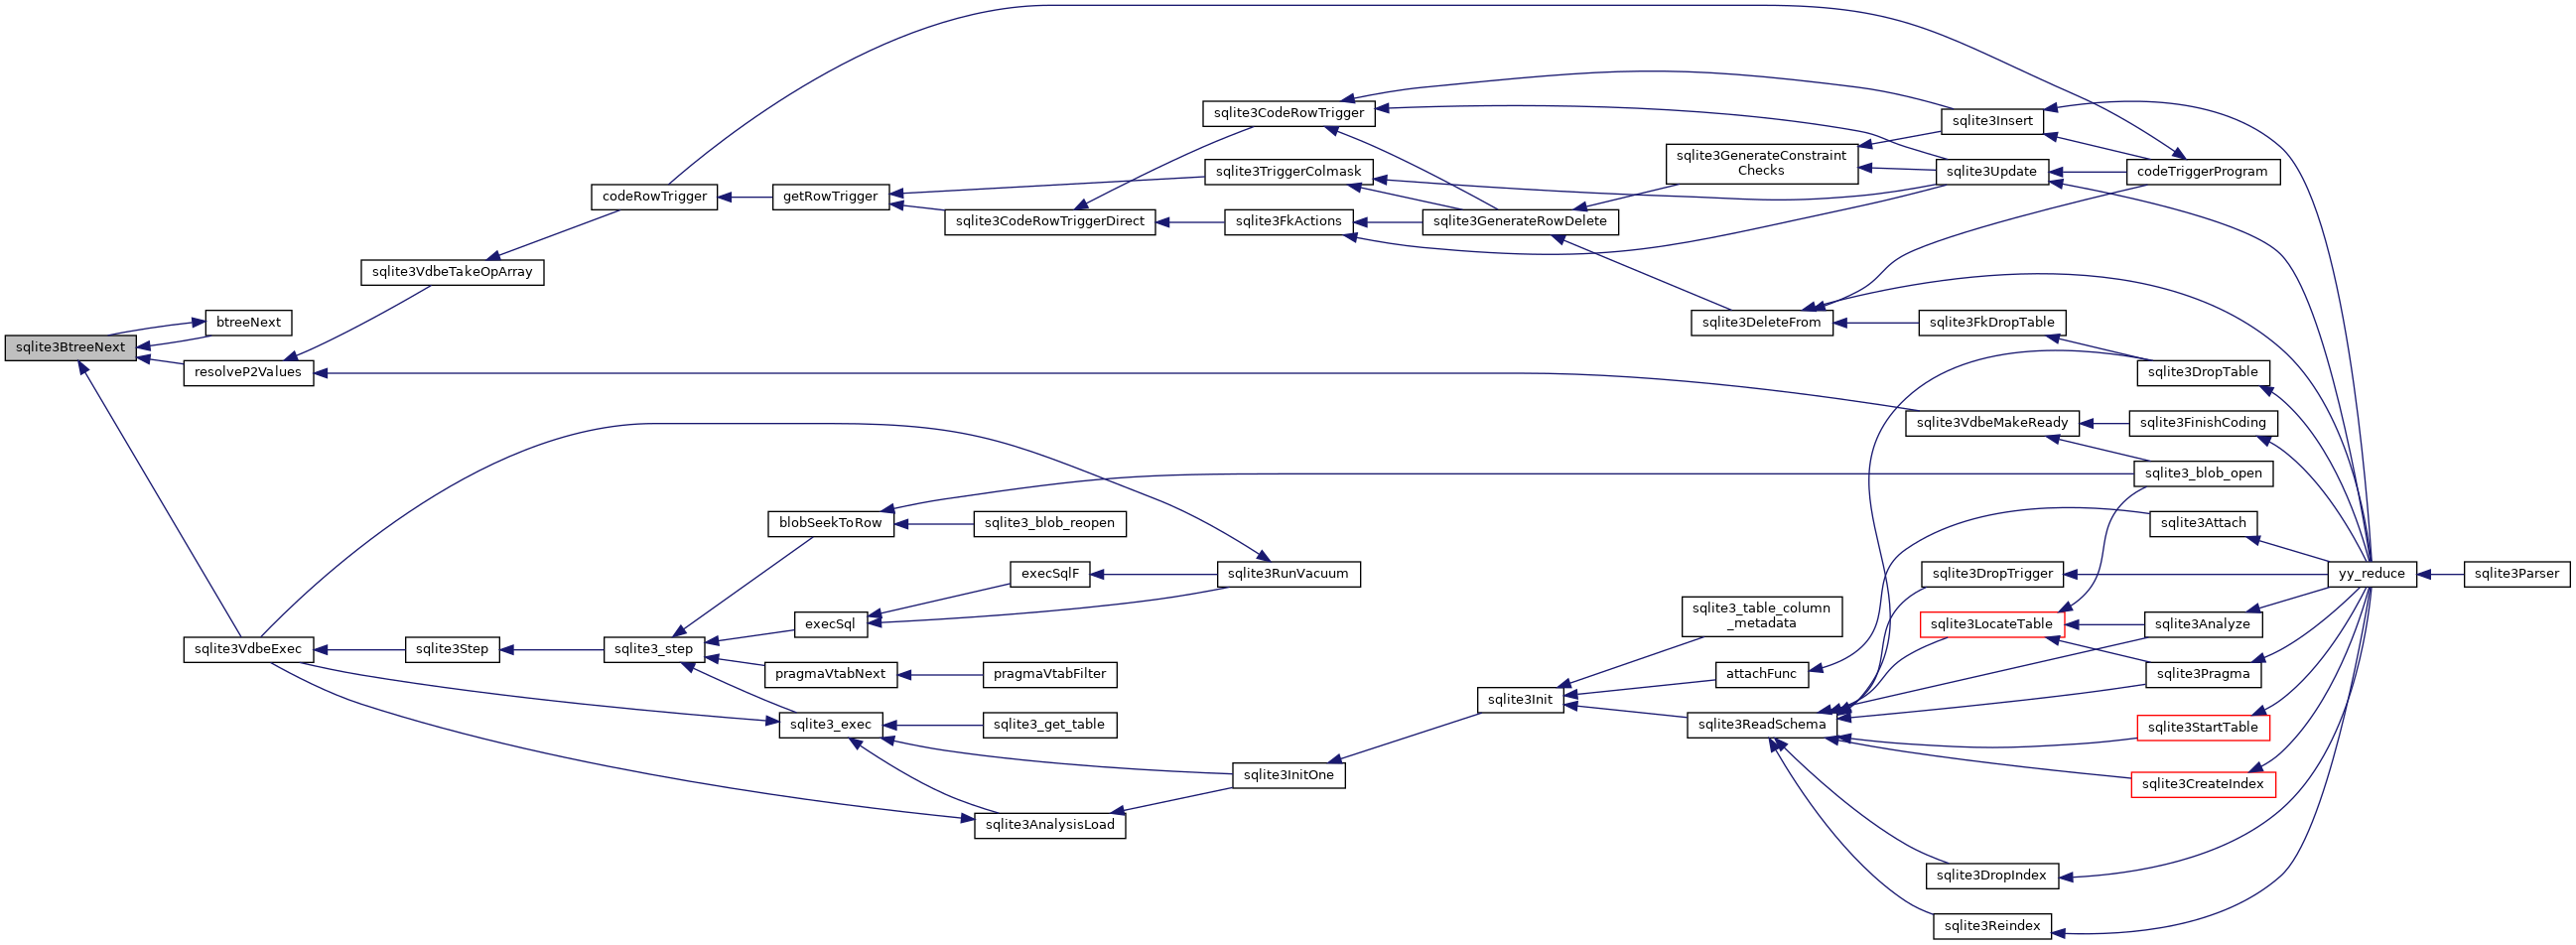 sqlite3CodeRowTrigger
sqlite3Insert
sqlite3GenerateConstraint
Checks
sqlite3TriggerColmask
sqlite3Update
codeTriggerProgram
codeRowTrigger
getRowTrigger
sqlite3CodeRowTriggerDirect
sqlite3FkActions
sqlite3GenerateRowDelete
sqlite3VdbeTakeOpArray
btreeNext
sqlite3DeleteFrom
sqlite3FkDropTable
sqlite3BtreeNext
resolveP2Values
sqlite3DropTable
sqlite3VdbeMakeReady
sqlite3FinishCoding
sqlite3_blob_open
blobSeekToRow
sqlite3_blob_reopen
sqlite3Attach
execSqlF
sqlite3RunVacuum
sqlite3DropTrigger
yy_reduce
sqlite3Parser
sqlite3_table_column
_metadata
execSql
sqlite3LocateTable
sqlite3Analyze
sqlite3VdbeExec
sqlite3Step
sqlite3_step
pragmaVtabNext
pragmaVtabFilter
attachFunc
sqlite3Pragma
sqlite3Init
sqlite3_exec
sqlite3_get_table
sqlite3ReadSchema
sqlite3StartTable
sqlite3InitOne
sqlite3CreateIndex
sqlite3AnalysisLoad
sqlite3DropIndex
sqlite3Reindex